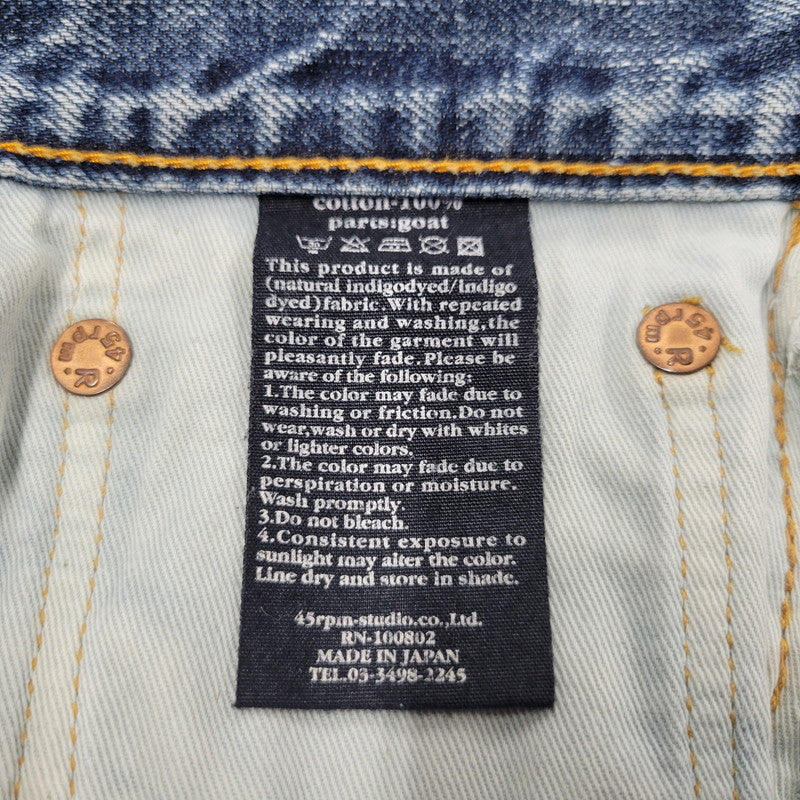 cotton-100%
parts:goat
30
This product is made of
(natural indigodyed/indigo
dyed)fabric.With repeated
wearing and washing,the
color of the garment will
pleasantly fade. Please be
aware of the following:
1.The color may fade due to
washing or friction.Do not
wear,wash or dry with whites
or lighter colors.
2.The color may fade due to
perspiration or moisture.
Wash promptly.
3.Do not bleach.
4.Consistent exposure to
sunlight may alter the color.
Line dry and store in shade.
45rpm-studio.co.,Ltd.
RN-100802
MADE IN JAPAN
TEL.03-3498-2245
45rpm R
45rpm R